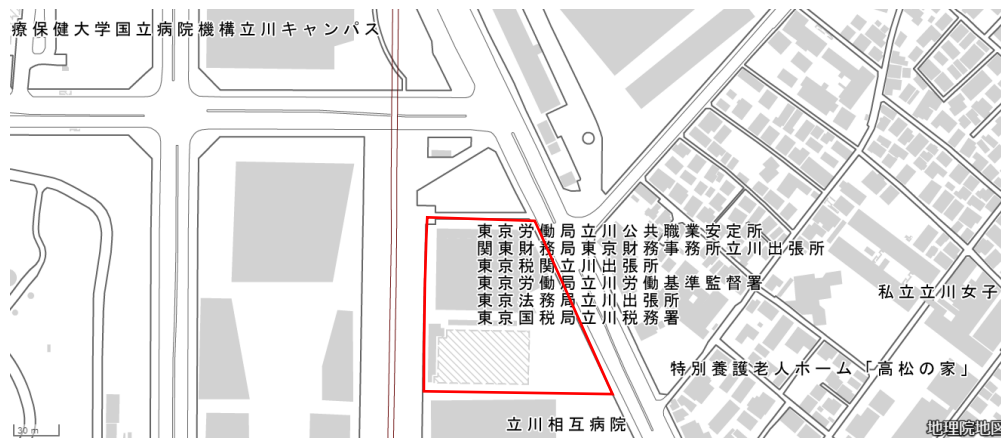 療保健大学国立病院機構立川キャンパス
東京労働局立川公共職業安定所
関東財務局東京財務事務所立川出張所
東京税関立川出張所
東京労働局立川労働基準監督署
東京法務局立川出張所
東京国税局立川税務署
私立立川女子
特別養護老人ホーム「高松の家」
立川相互病院
30 m
地理院地図